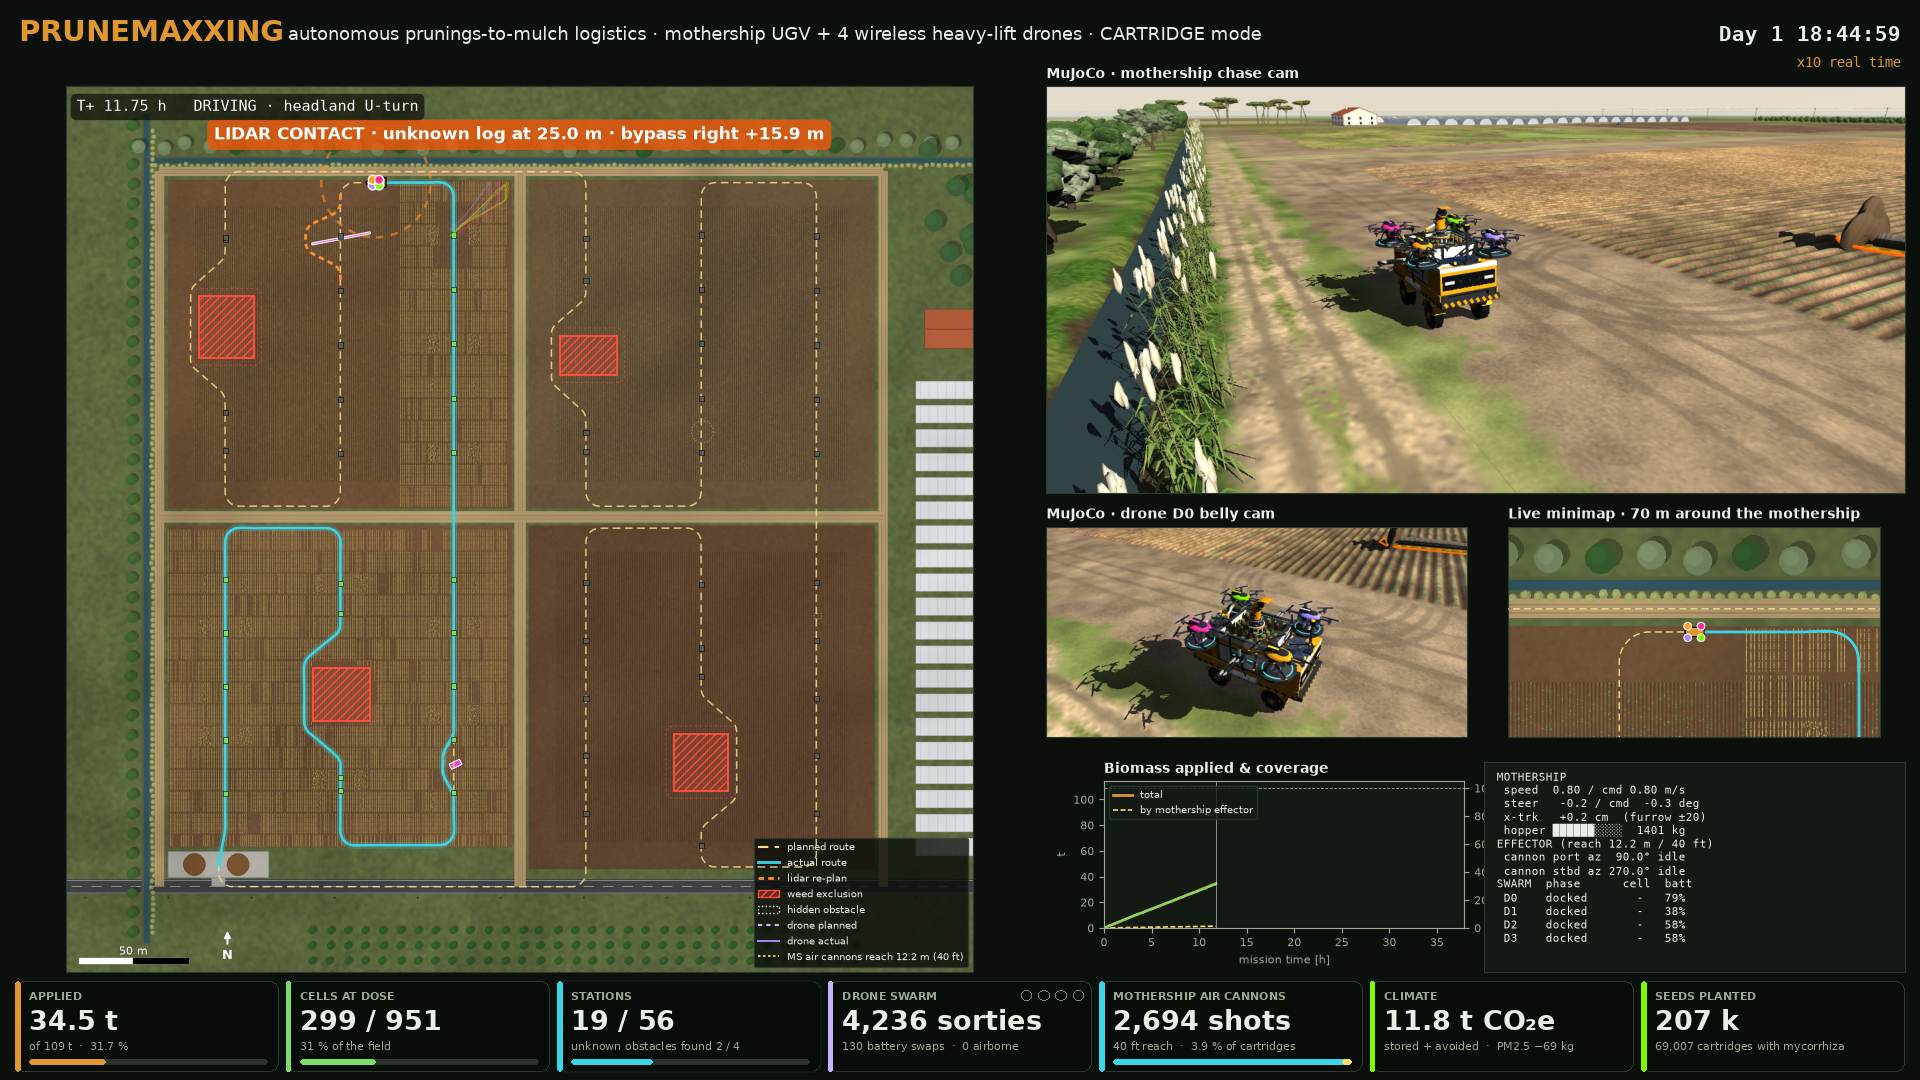 PRUNEMAXXING autonomous prunings-to-mulch logistics · mothership UGV + 4 wireless heavy-lift drones · CARTRIDGE mode
Day 1 18:44:59
x10 real time
T+ 11.75 h   DRIVING · headland U-turn
LIDAR CONTACT · unknown log at 25.0 m · bypass right +15.9 m
50 m
N
planned route
actual route
lidar re-plan
weed exclusion
hidden obstacle
drone planned
drone actual
MS air cannons reach 12.2 m (40 ft)
MuJoCo · mothership chase cam
MuJoCo · drone D0 belly cam
Live minimap · 70 m around the mothership
Biomass applied & coverage
total
by mothership effector
100
80
60
40
20
0
t
0 5 10 15 20 25 30 35
mission time [h]
MOTHERSHIP
speed  0.80 / cmd 0.80 m/s
steer   -0.2 / cmd  -0.3 deg
x-trk   +0.2 cm  (furrow ±20)
hopper 1401 kg
EFFECTOR (reach 12.2 m / 40 ft)
cannon port az  90.0° idle
cannon stbd az 270.0° idle
SWARM  phase     cell  batt
D0    docked      -   79%
D1    docked      -   38%
D2    docked      -   58%
D3    docked      -   58%
APPLIED
34.5 t
of 109 t · 31.7 %
CELLS AT DOSE
299 / 951
31 % of the field
STATIONS
19 / 56
unknown obstacles found 2 / 4
DRONE SWARM
4,236 sorties
130 battery swaps · 0 airborne
MOTHERSHIP AIR CANNONS
2,694 shots
40 ft reach · 3.9 % of cartridges
CLIMATE
11.8 t CO₂e
stored + avoided · PM2.5 −69 kg
SEEDS PLANTED
207 k
69,007 cartridges with mycorrhiza